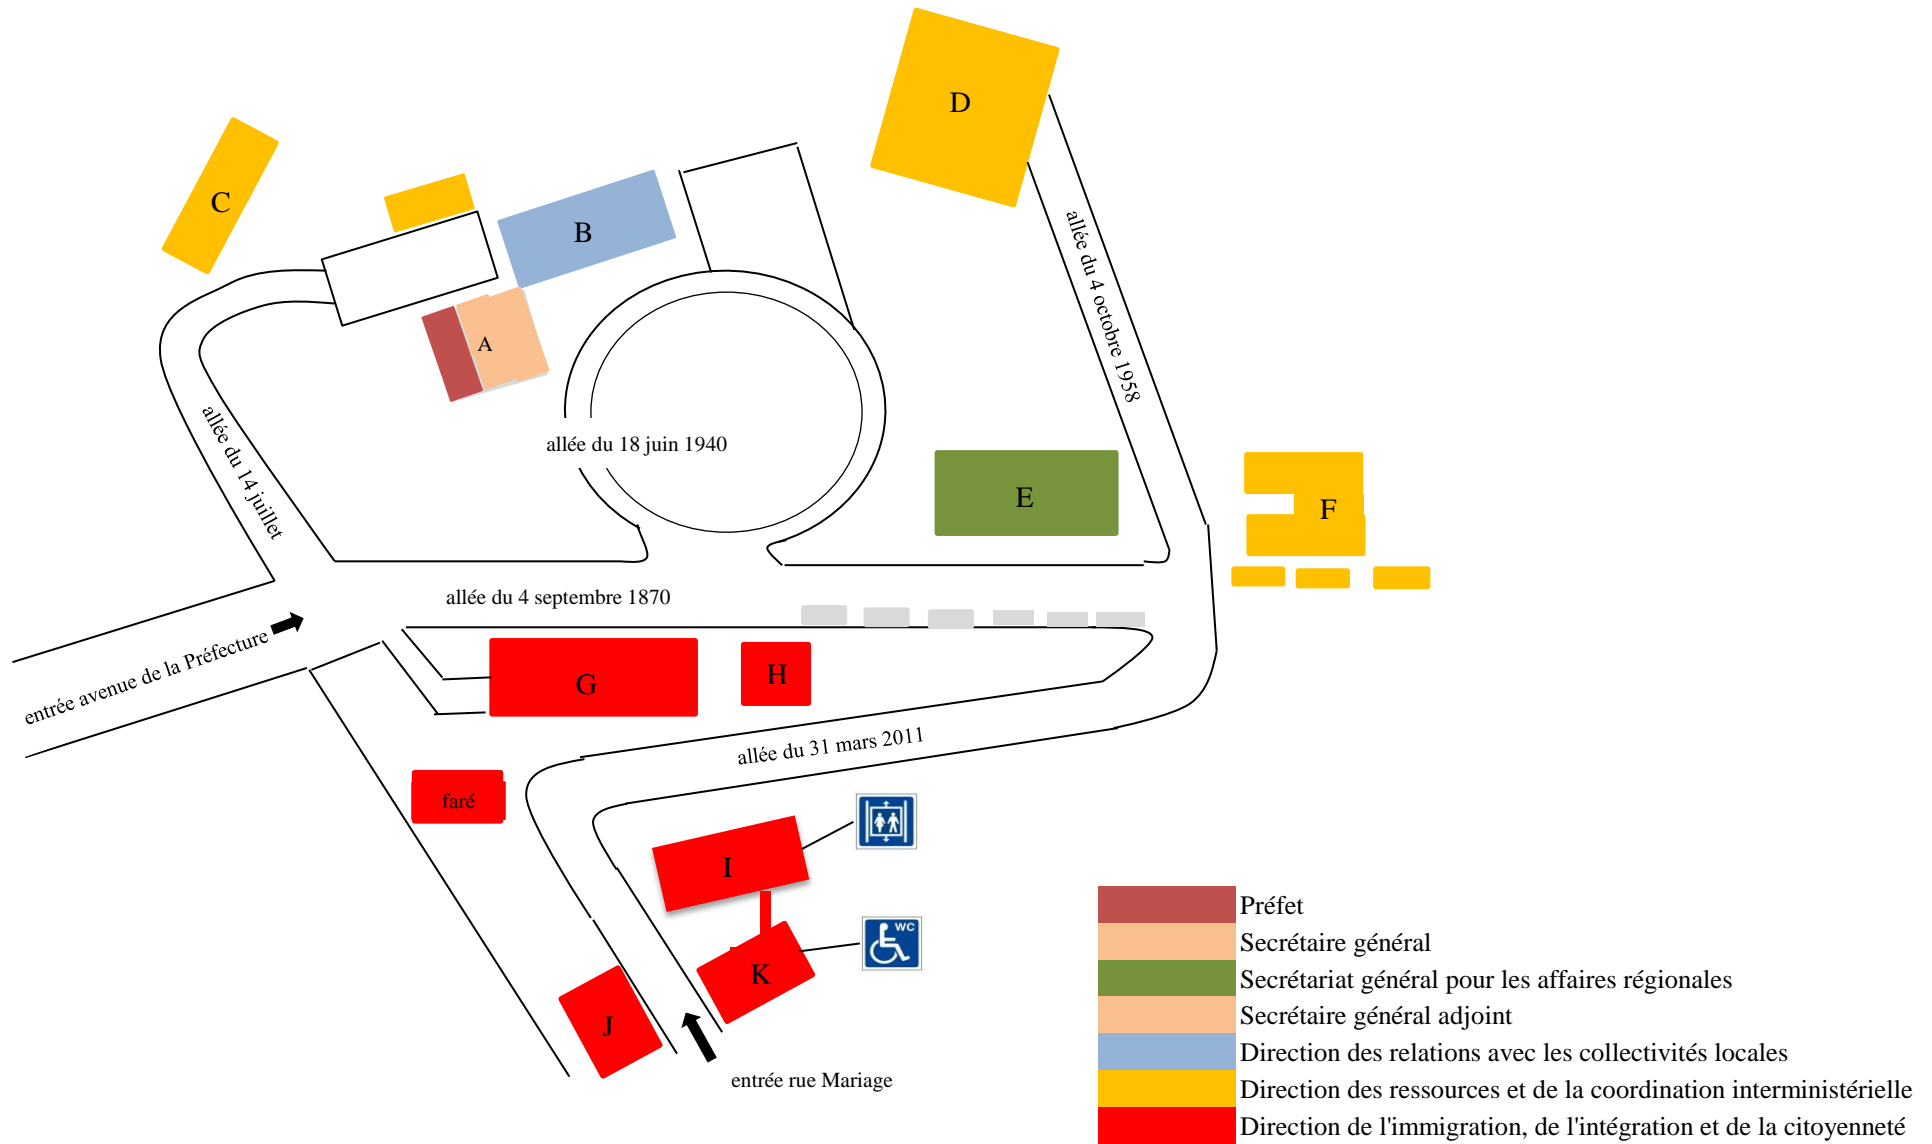 D
C
B
A
allée du 4 octobre 1958
allée du 14 juillet
allée du 18 juin 1940
E
F
allée du 4 septembre 1870
entrée avenue de la Préfecture
G
H
allée du 31 mars 2011
faré
I
WC
K
J
entrée rue Mariage
Préfet
Secrétaire général
Secrétariat général pour les affaires régionales
Secrétaire général adjoint
Direction des relations avec les collectivités locales
Direction des ressources et de la coordination interministérielle
Direction de l'immigration, de l'intégration et de la citoyenneté